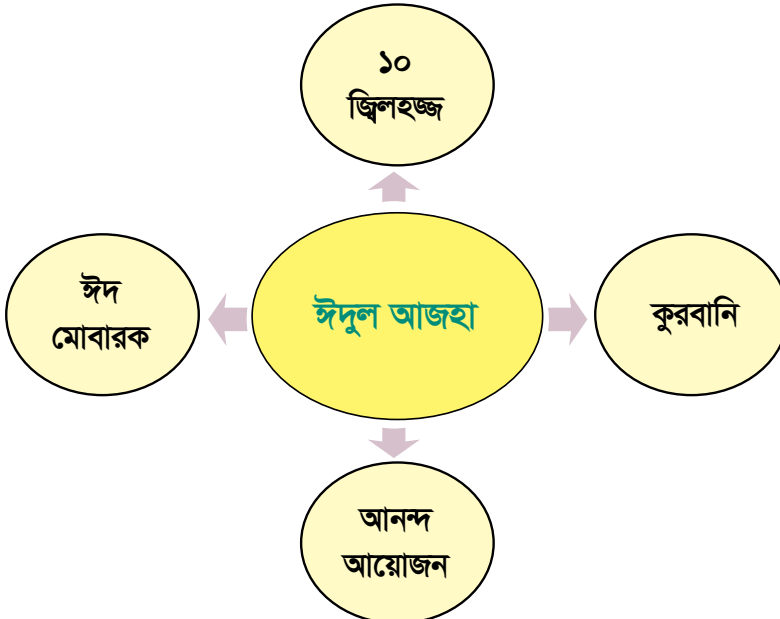 ১০
জ্বিলহজ্জ
ঈদ
মোবারক
ঈদুল আজহা
কুরবানি
আনন্দ
আয়োজন